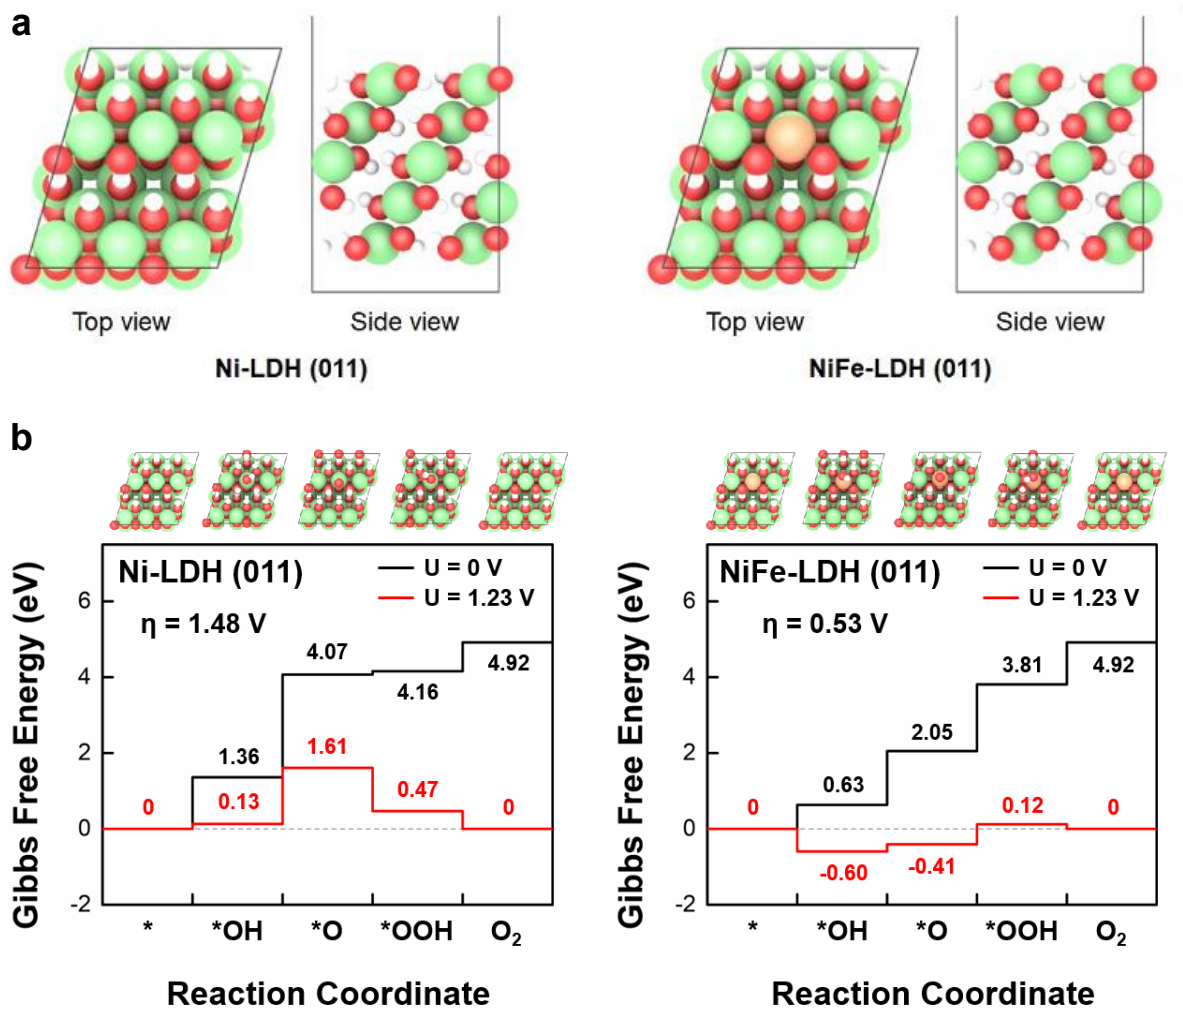 a
Top view
Side view
Top view
Side view
Ni-LDH (011)
NiFe-LDH (011)
b
Gibbs Free Energy (eV)
6
4
2
0
-2
Ni-LDH (011)
η = 1.48 V
U = 0 V
U = 1.23 V
4.07
4.16
4.92
1.36
1.61
0
0.13
0.47
0
*
*OH
*O
*OOH
O₂
Reaction Coordinate
Gibbs Free Energy (eV)
6
4
2
0
-2
NiFe-LDH (011)
η = 0.53 V
U = 0 V
U = 1.23 V
3.81
4.92
2.05
0.63
0
0.12
0
-0.60
-0.41
*
*OH
*O
*OOH
O₂
Reaction Coordinate